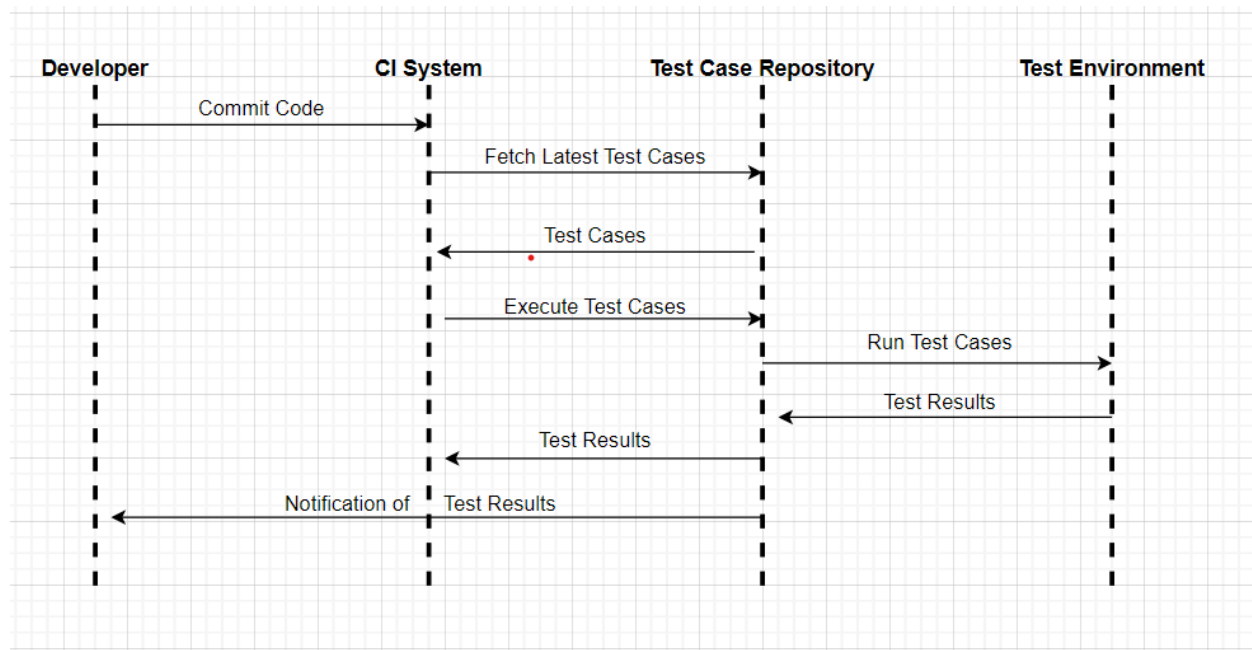 Developer
CI System
Test Case Repository
Test Environment
Commit Code
Fetch Latest Test Cases
Test Cases
Execute Test Cases
Run Test Cases
Test Results
Test Results
Notification of Test Results